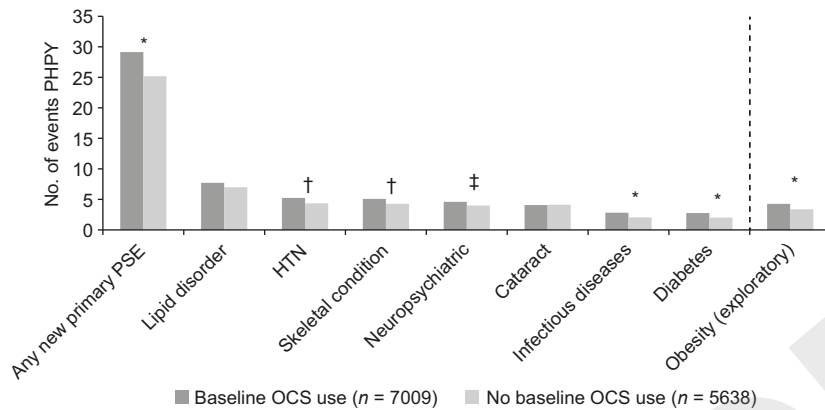 No. of events PHPY
35
30
25
20
15
10
5
0
*
†
†
‡
*
*
*
Any new primary PSE
Lipid disorder
HTN
Skeletal condition
Neuropsychiatric
Cataract
Infectious diseases
Diabetes
Obesity (exploratory)
Baseline OCS use (n = 7009) No baseline OCS use (n = 5638)